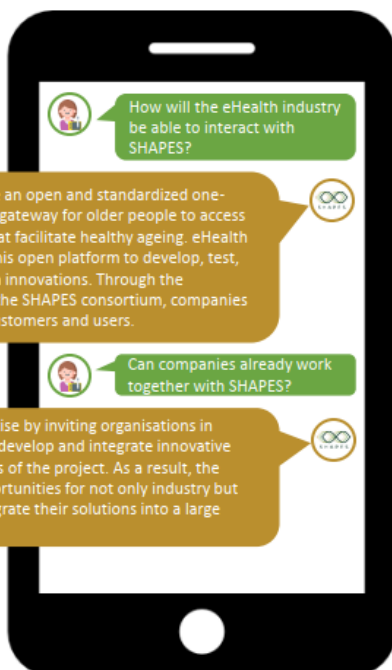 How will the eHealth industry
be able to interact with
SHAPES?
an open and standardized one-
gateway for older people to access
at facilitate healthy ageing. eHealth
his open platform to develop, test,
innovations. Through the
he SHAPES consortium, companies
stomers and users.
SHAPES
Can companies already work
together with SHAPES?
ise by inviting organisations in
develop and integrate innovative
s of the project. As a result, the
ortunities for not only industry but
grate their solutions into a large
SHAPES